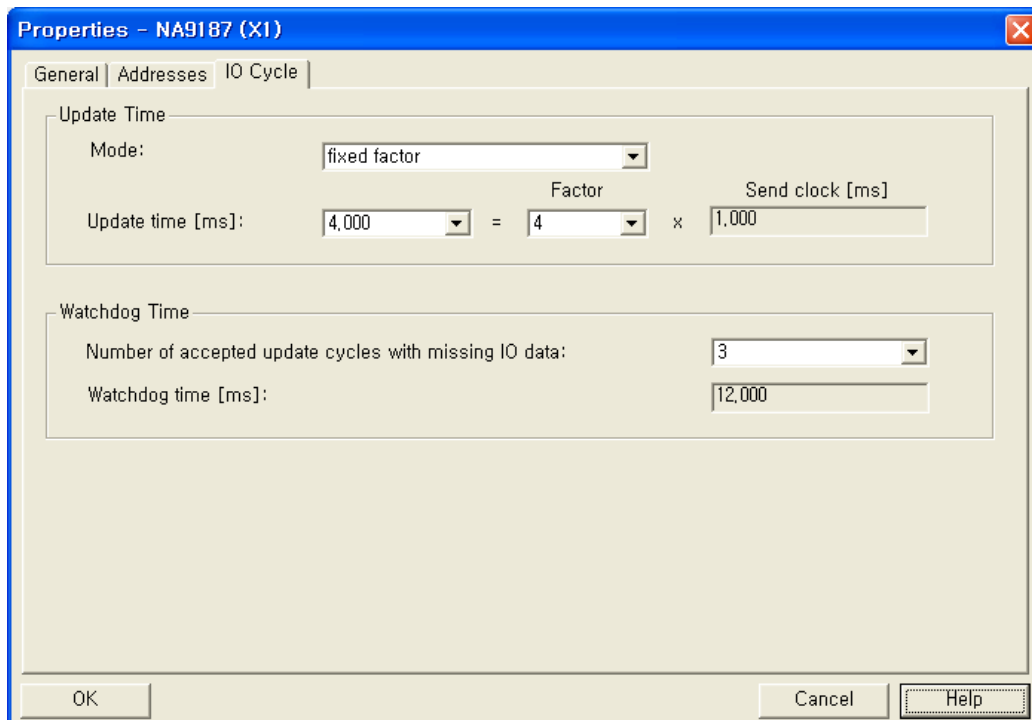 Properties - NA9187 (X1)
General Addresses IO Cycle
Update Time
Mode: fixed factor
Factor Send clock [ms]
Update time [ms]: 4,000 = 4 x 1,000
Watchdog Time
Number of accepted update cycles with missing IO data: 3
Watchdog time [ms]: 12,000
OK Cancel Help